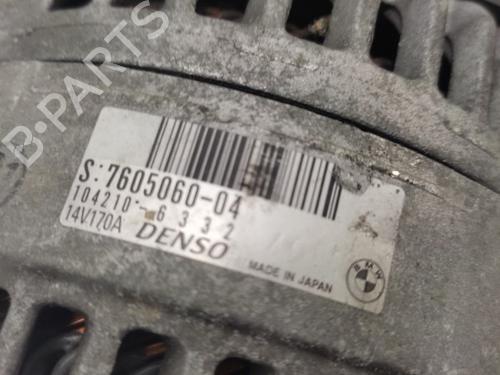 B-PARTS
S: 7605060-04
104210-6332
14V170A DENSO
MADE IN JAPAN
BMW